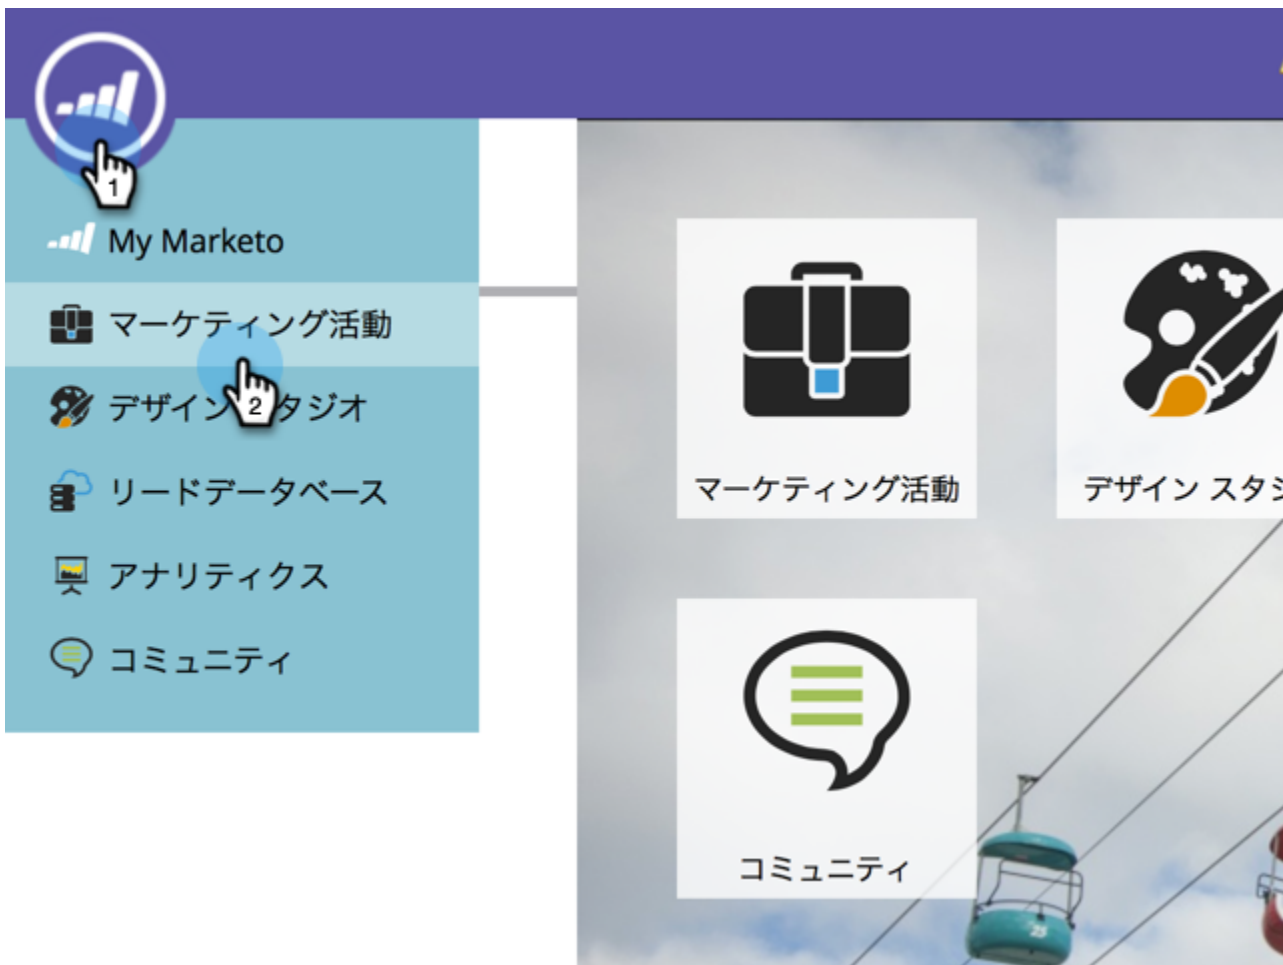 1
My Marketo
マーケティング活動
2
デザイン タジオ
リードデータベース
アナリティクス
コミュニティ
マーケティング活動
デザイン スタジ
コミュニティ
25